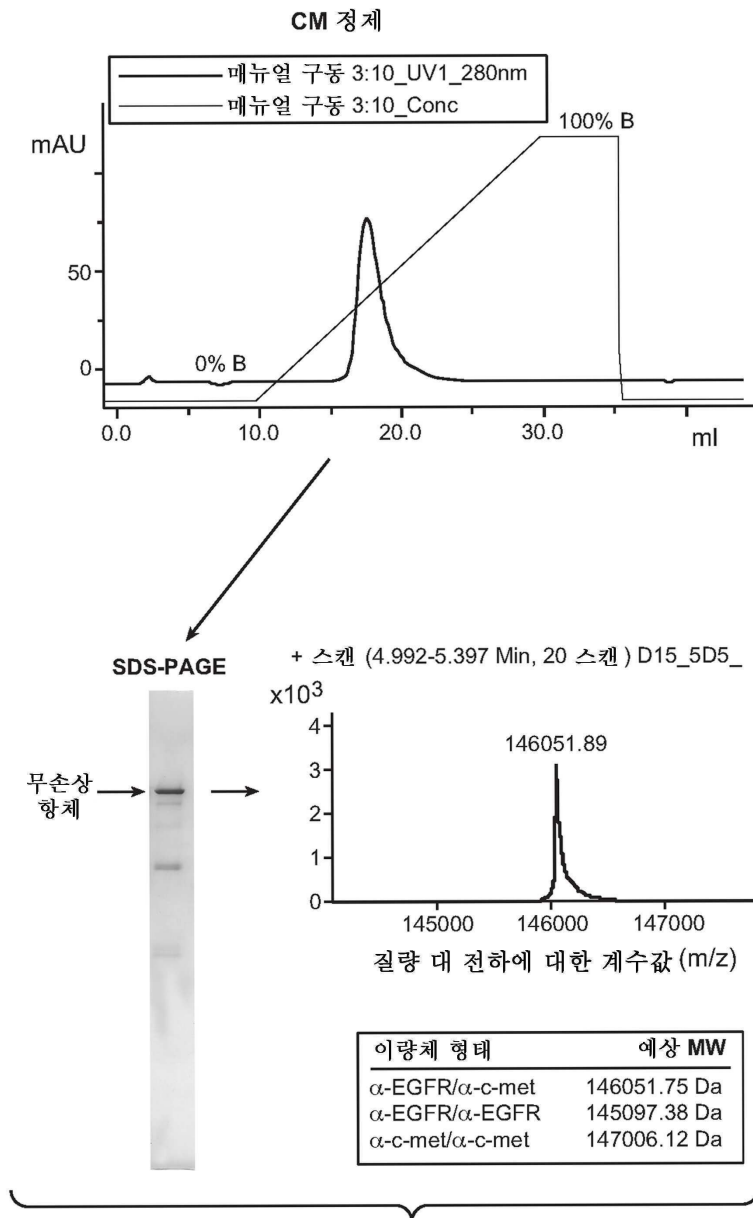 CM 정제
매뉴얼 구동 3:10_UV1_280nm
매뉴얼 구동 3:10_Conc
mAU
100% B
50
0% B
0
0.0 10.0 20.0 30.0 ml
SDS-PAGE
+ 스캔 (4.992-5.397 Min, 20 스캔) D15_5D5_
x10³
4
146051.89
3
2
1
0
145000 146000 147000
질량 대 전하에 대한 계수값 (m/z)
무손상
항체
이량체 형태 예상 MW
α-EGFR/α-c-met 146051.75 Da
α-EGFR/α-EGFR 145097.38 Da
α-c-met/α-c-met 147006.12 Da